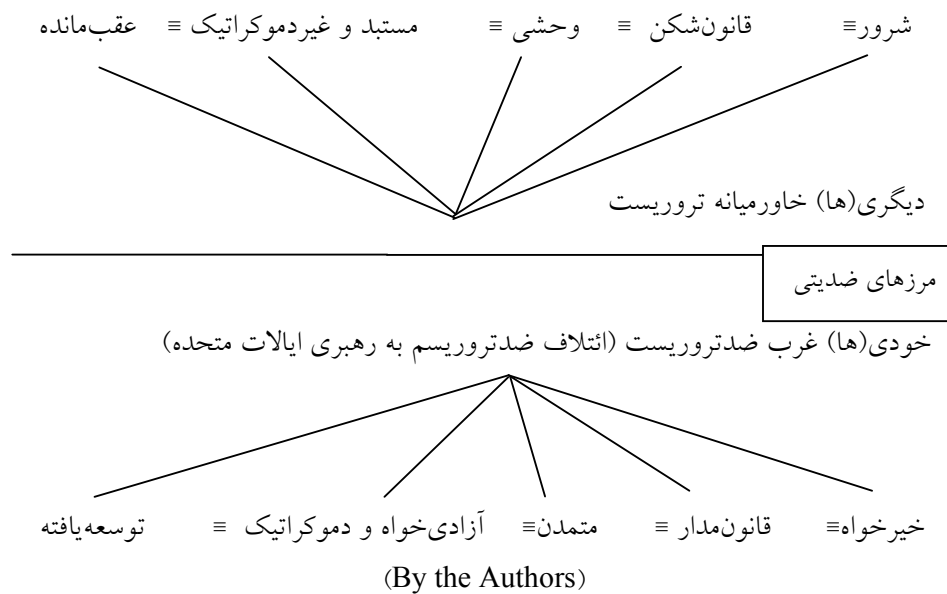 شرور≡ قانون‌شکن ≡ وحشی ≡ مستبد و غیردموکراتیک ≡ عقب‌مانده
دیگری(ها) خاورمیانه تروریست
مرزهای ضدیتی
خودی(ها) غرب ضدتروریست (ائتلاف ضدتروریسم به رهبری ایالات متحده)
خیرخواه≡ قانون‌مدار ≡ متمدن≡ آزادی‌خواه و دموکراتیک ≡ توسعه‌یافته
(By the Authors)